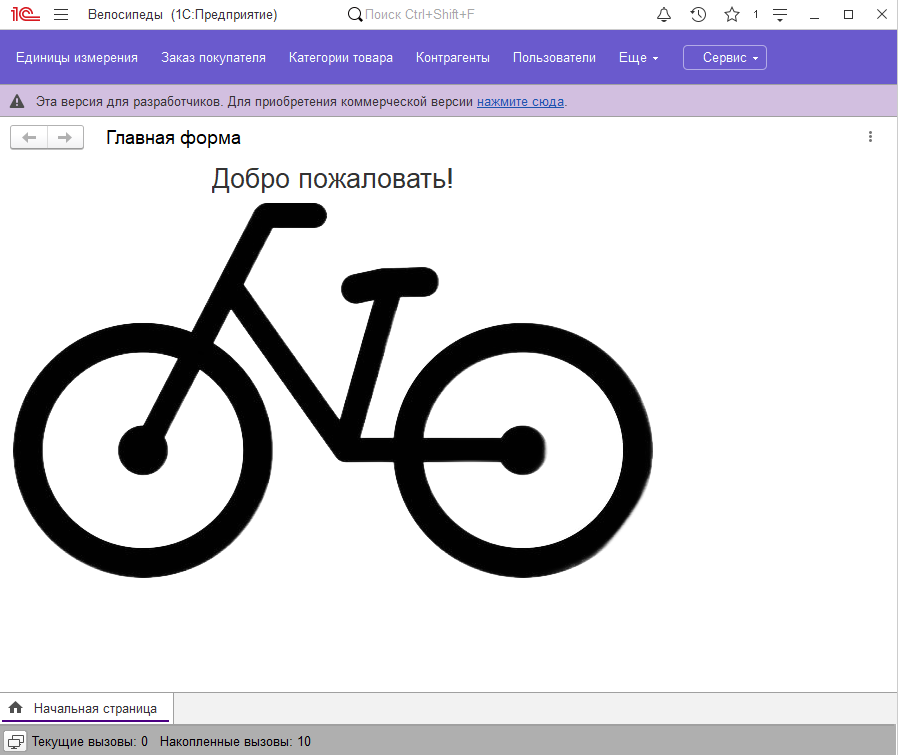 1С Велосипеды (1С:Предприятие) Поиск Ctrl+Shift+F 1
Единицы измерения Заказ покупателя Категории товара Контрагенты Пользователи Еще Сервис
Эта версия для разработчиков. Для приобретения коммерческой версии нажмите сюда.
Главная форма
Добро пожаловать!
Начальная страница
Текущие вызовы: 0 Накопленные вызовы: 10